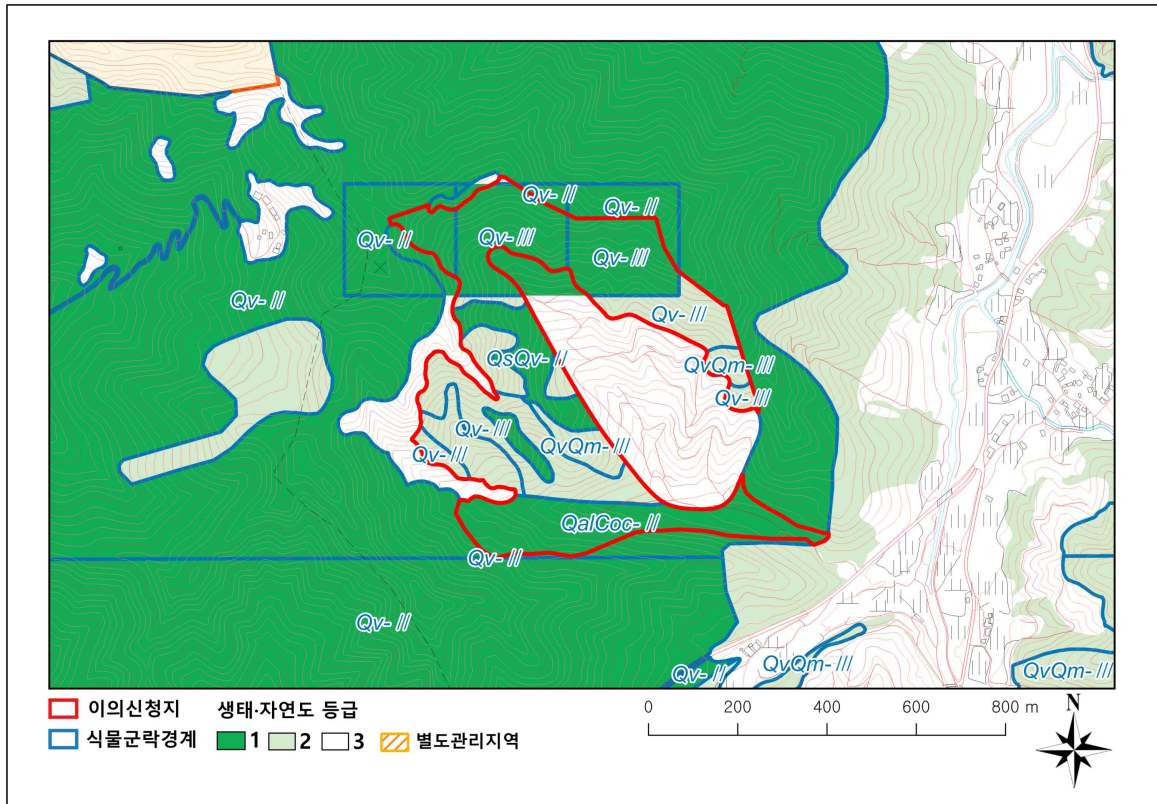 Qv- II
Qv- II
Qv- II
Qv- III
Qv- III
Qv- II
Qv- III
QsQv- II
QvQm- III
Qv- III
Qv- III
QvQm- III
Qv- III
QalCoc- II
Qv- II
Qv- II
Qv- II
QvQm- III
QvQm- III
이의신청지
생태·자연도 등급
식물군락경계
1
2
3
별도관리지역
0
200
400
600
800 m
N